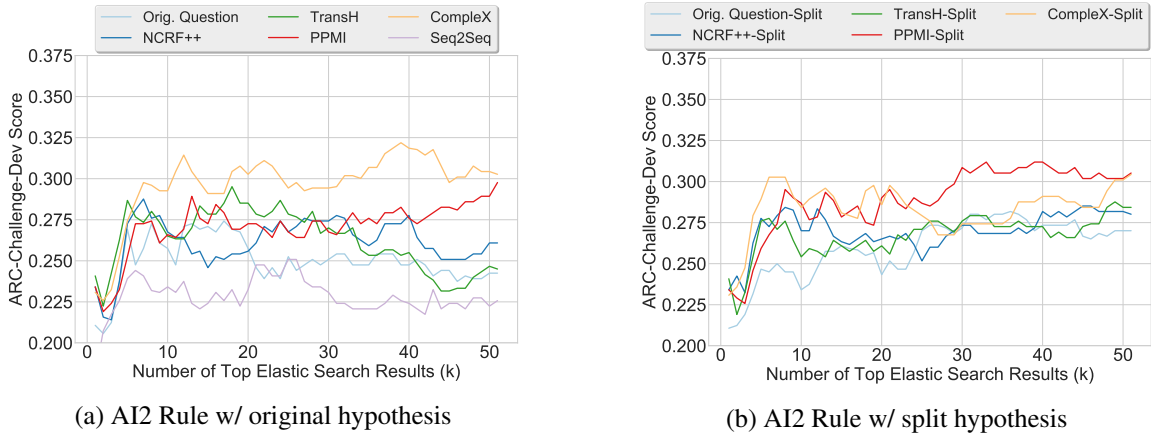 Orig. Question TransH CompleX
NCRF++ PPMI Seq2Seq
0.375
0.350
0.325
0.300
0.275
0.250
0.225
0.200
ARC-Challenge-Dev Score
0 10 20 30 40 50
Number of Top Elastic Search Results (k)
(a) AI2 Rule w/ original hypothesis
Orig. Question-Split TransH-Split CompleX-Split
NCRF++-Split PPMI-Split
0.375
0.350
0.325
0.300
0.275
0.250
0.225
0.200
ARC-Challenge-Dev Score
0 10 20 30 40 50
Number of Top Elastic Search Results (k)
(b) AI2 Rule w/ split hypothesis